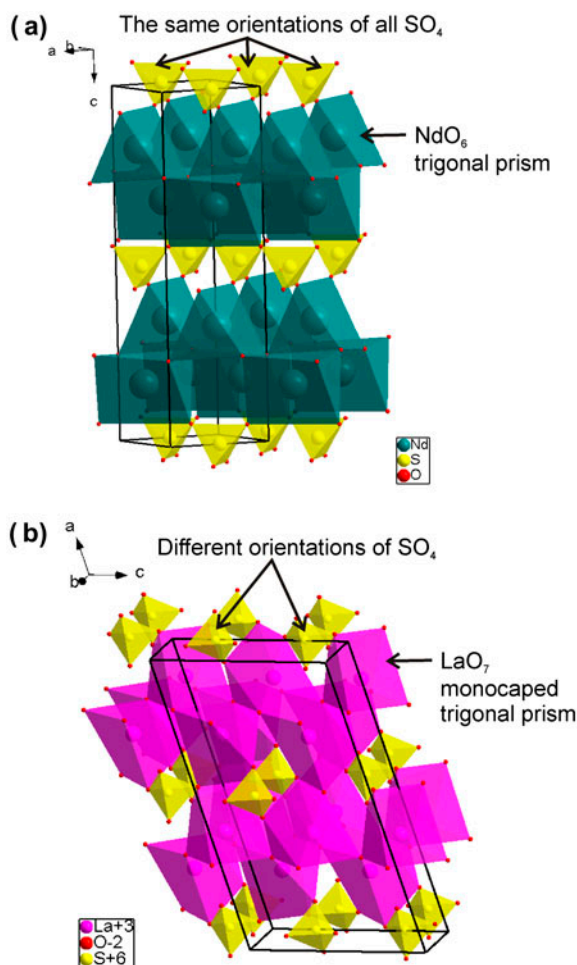 (a)
The same orientations of all SO4
a
b
c
NdO6
trigonal prism
Nd
S
O
(b)
Different orientations of SO4
a
b
c
LaO7
monocaped
trigonal prism
La+3
O-2
S+6